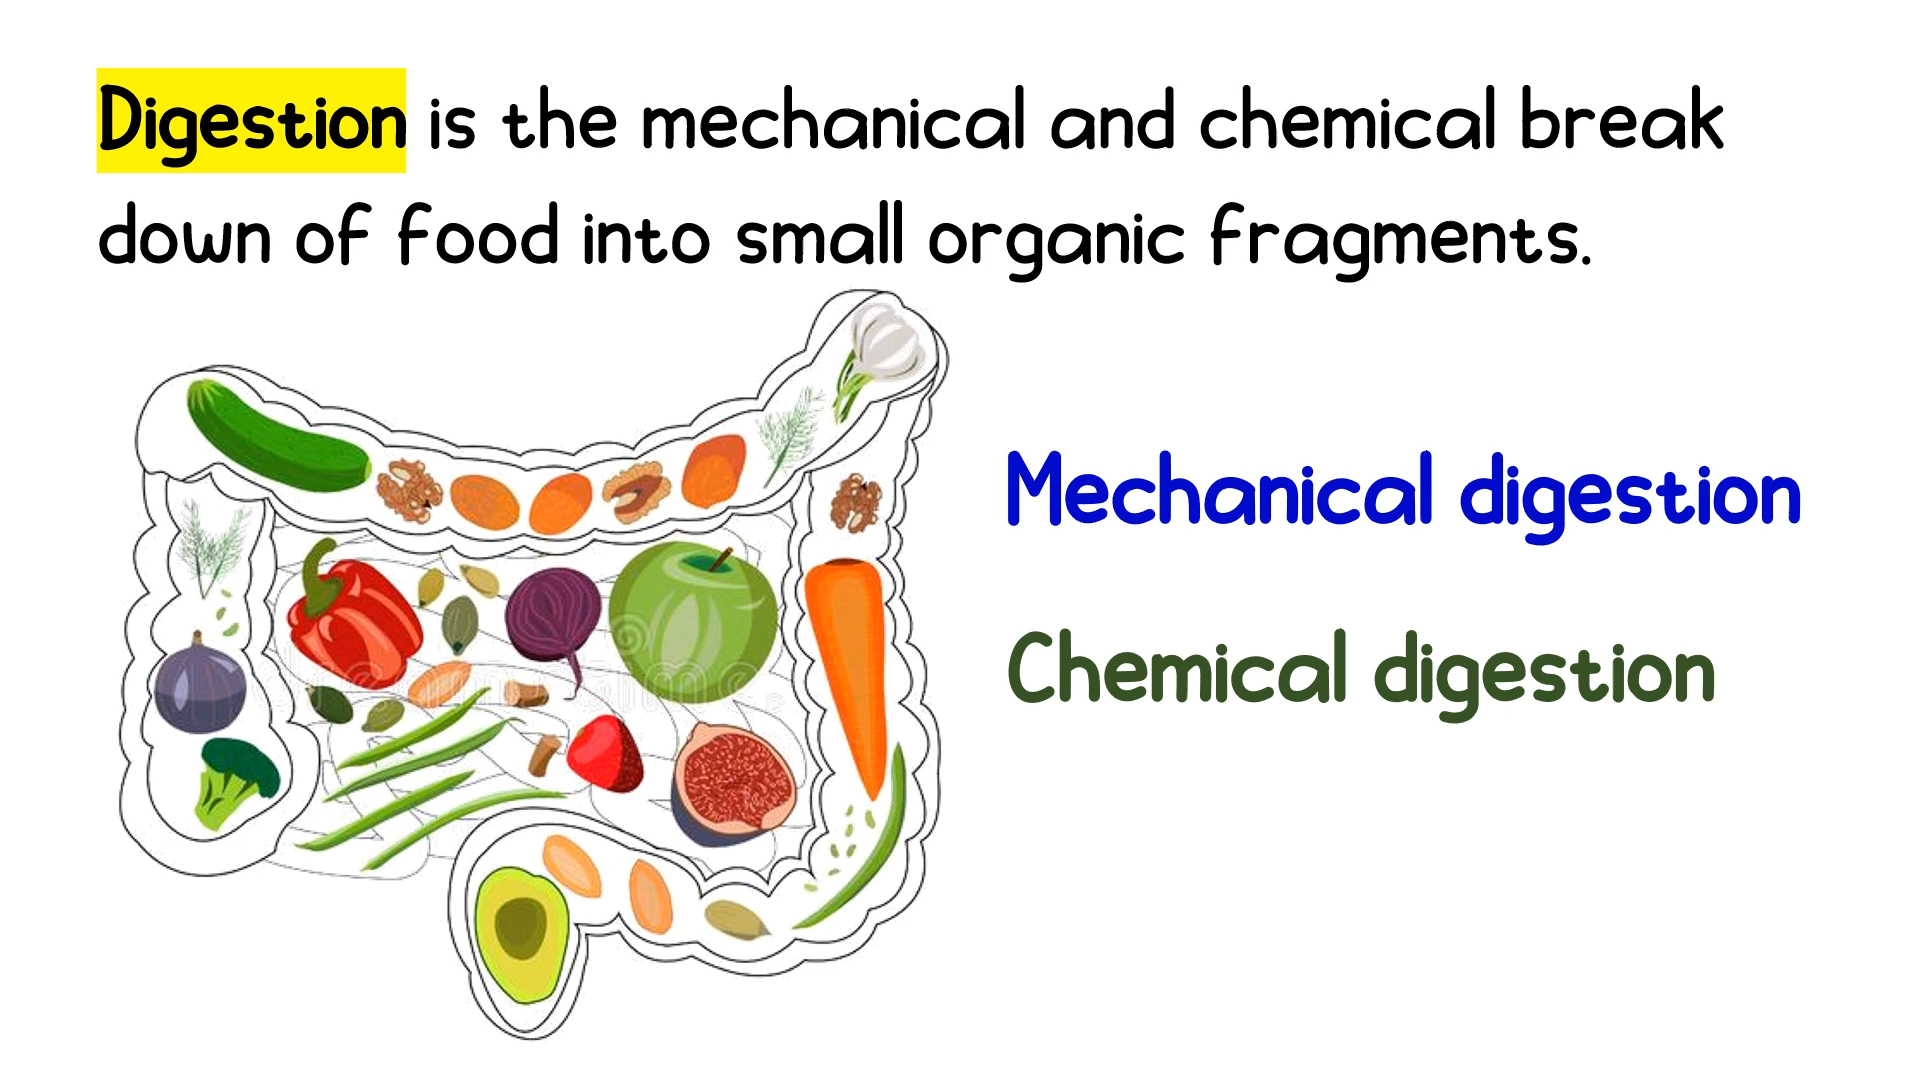 Digestion is the mechanical and chemical break
down of food into small organic fragments.
Mechanical digestion
Chemical digestion